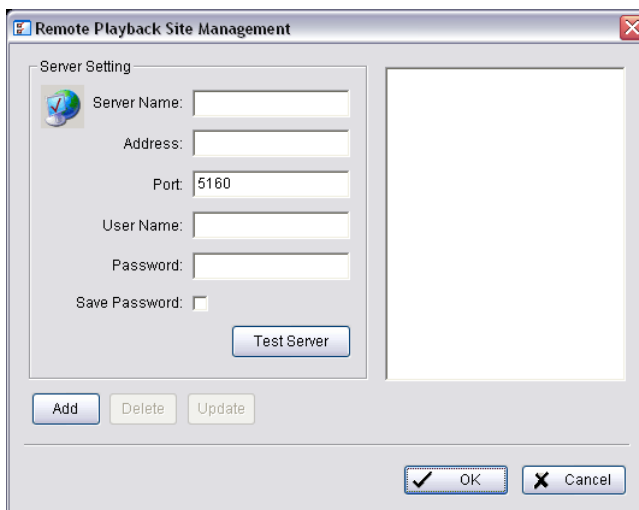 Remote Playback Site Management
Server Setting
Server Name:
Address:
Port: 5160
User Name:
Password:
Save Password:
Test Server
Add Delete Update
OK Cancel